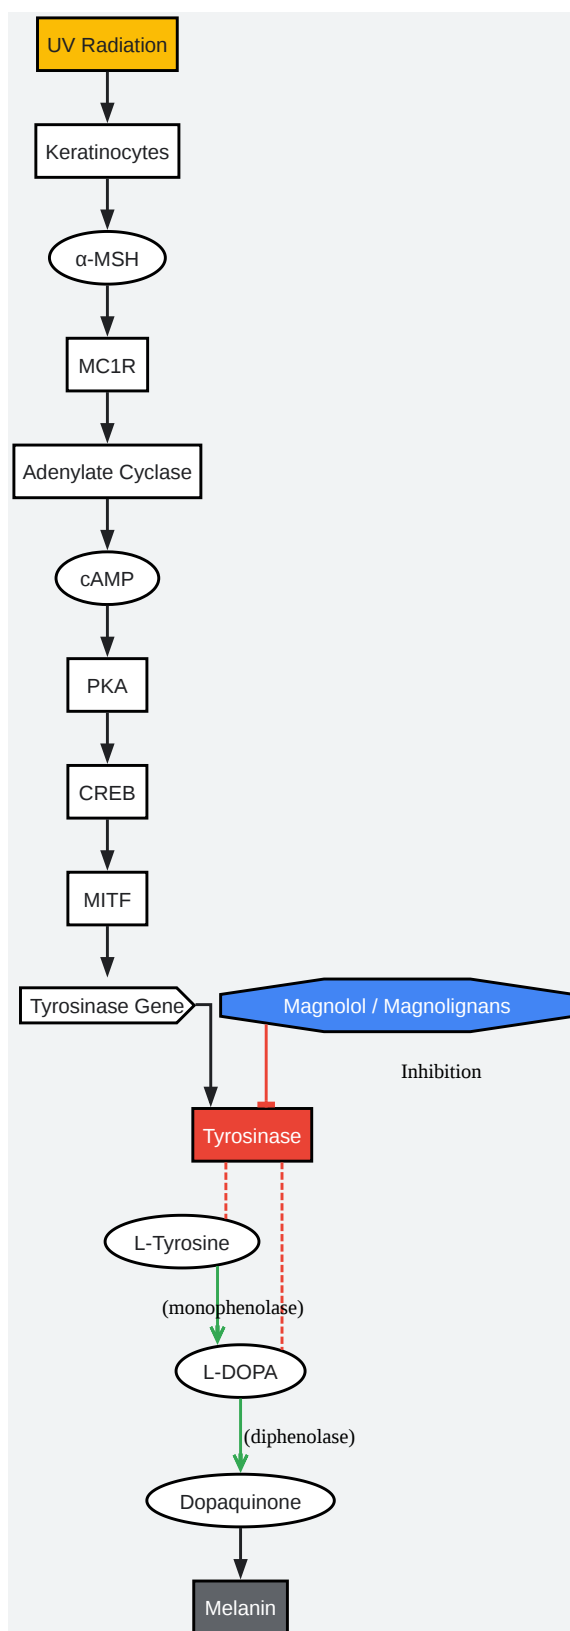 UV Radiation
Keratinocytes
α-MSH
MC1R
Adenylate Cyclase
cAMP
PKA
CREB
MITF
Tyrosinase Gene
Magnolol / Magnolignans
Inhibition
Tyrosinase
L-Tyrosine
(monophenolase)
L-DOPA
(diphenolase)
Dopaquinone
Melanin